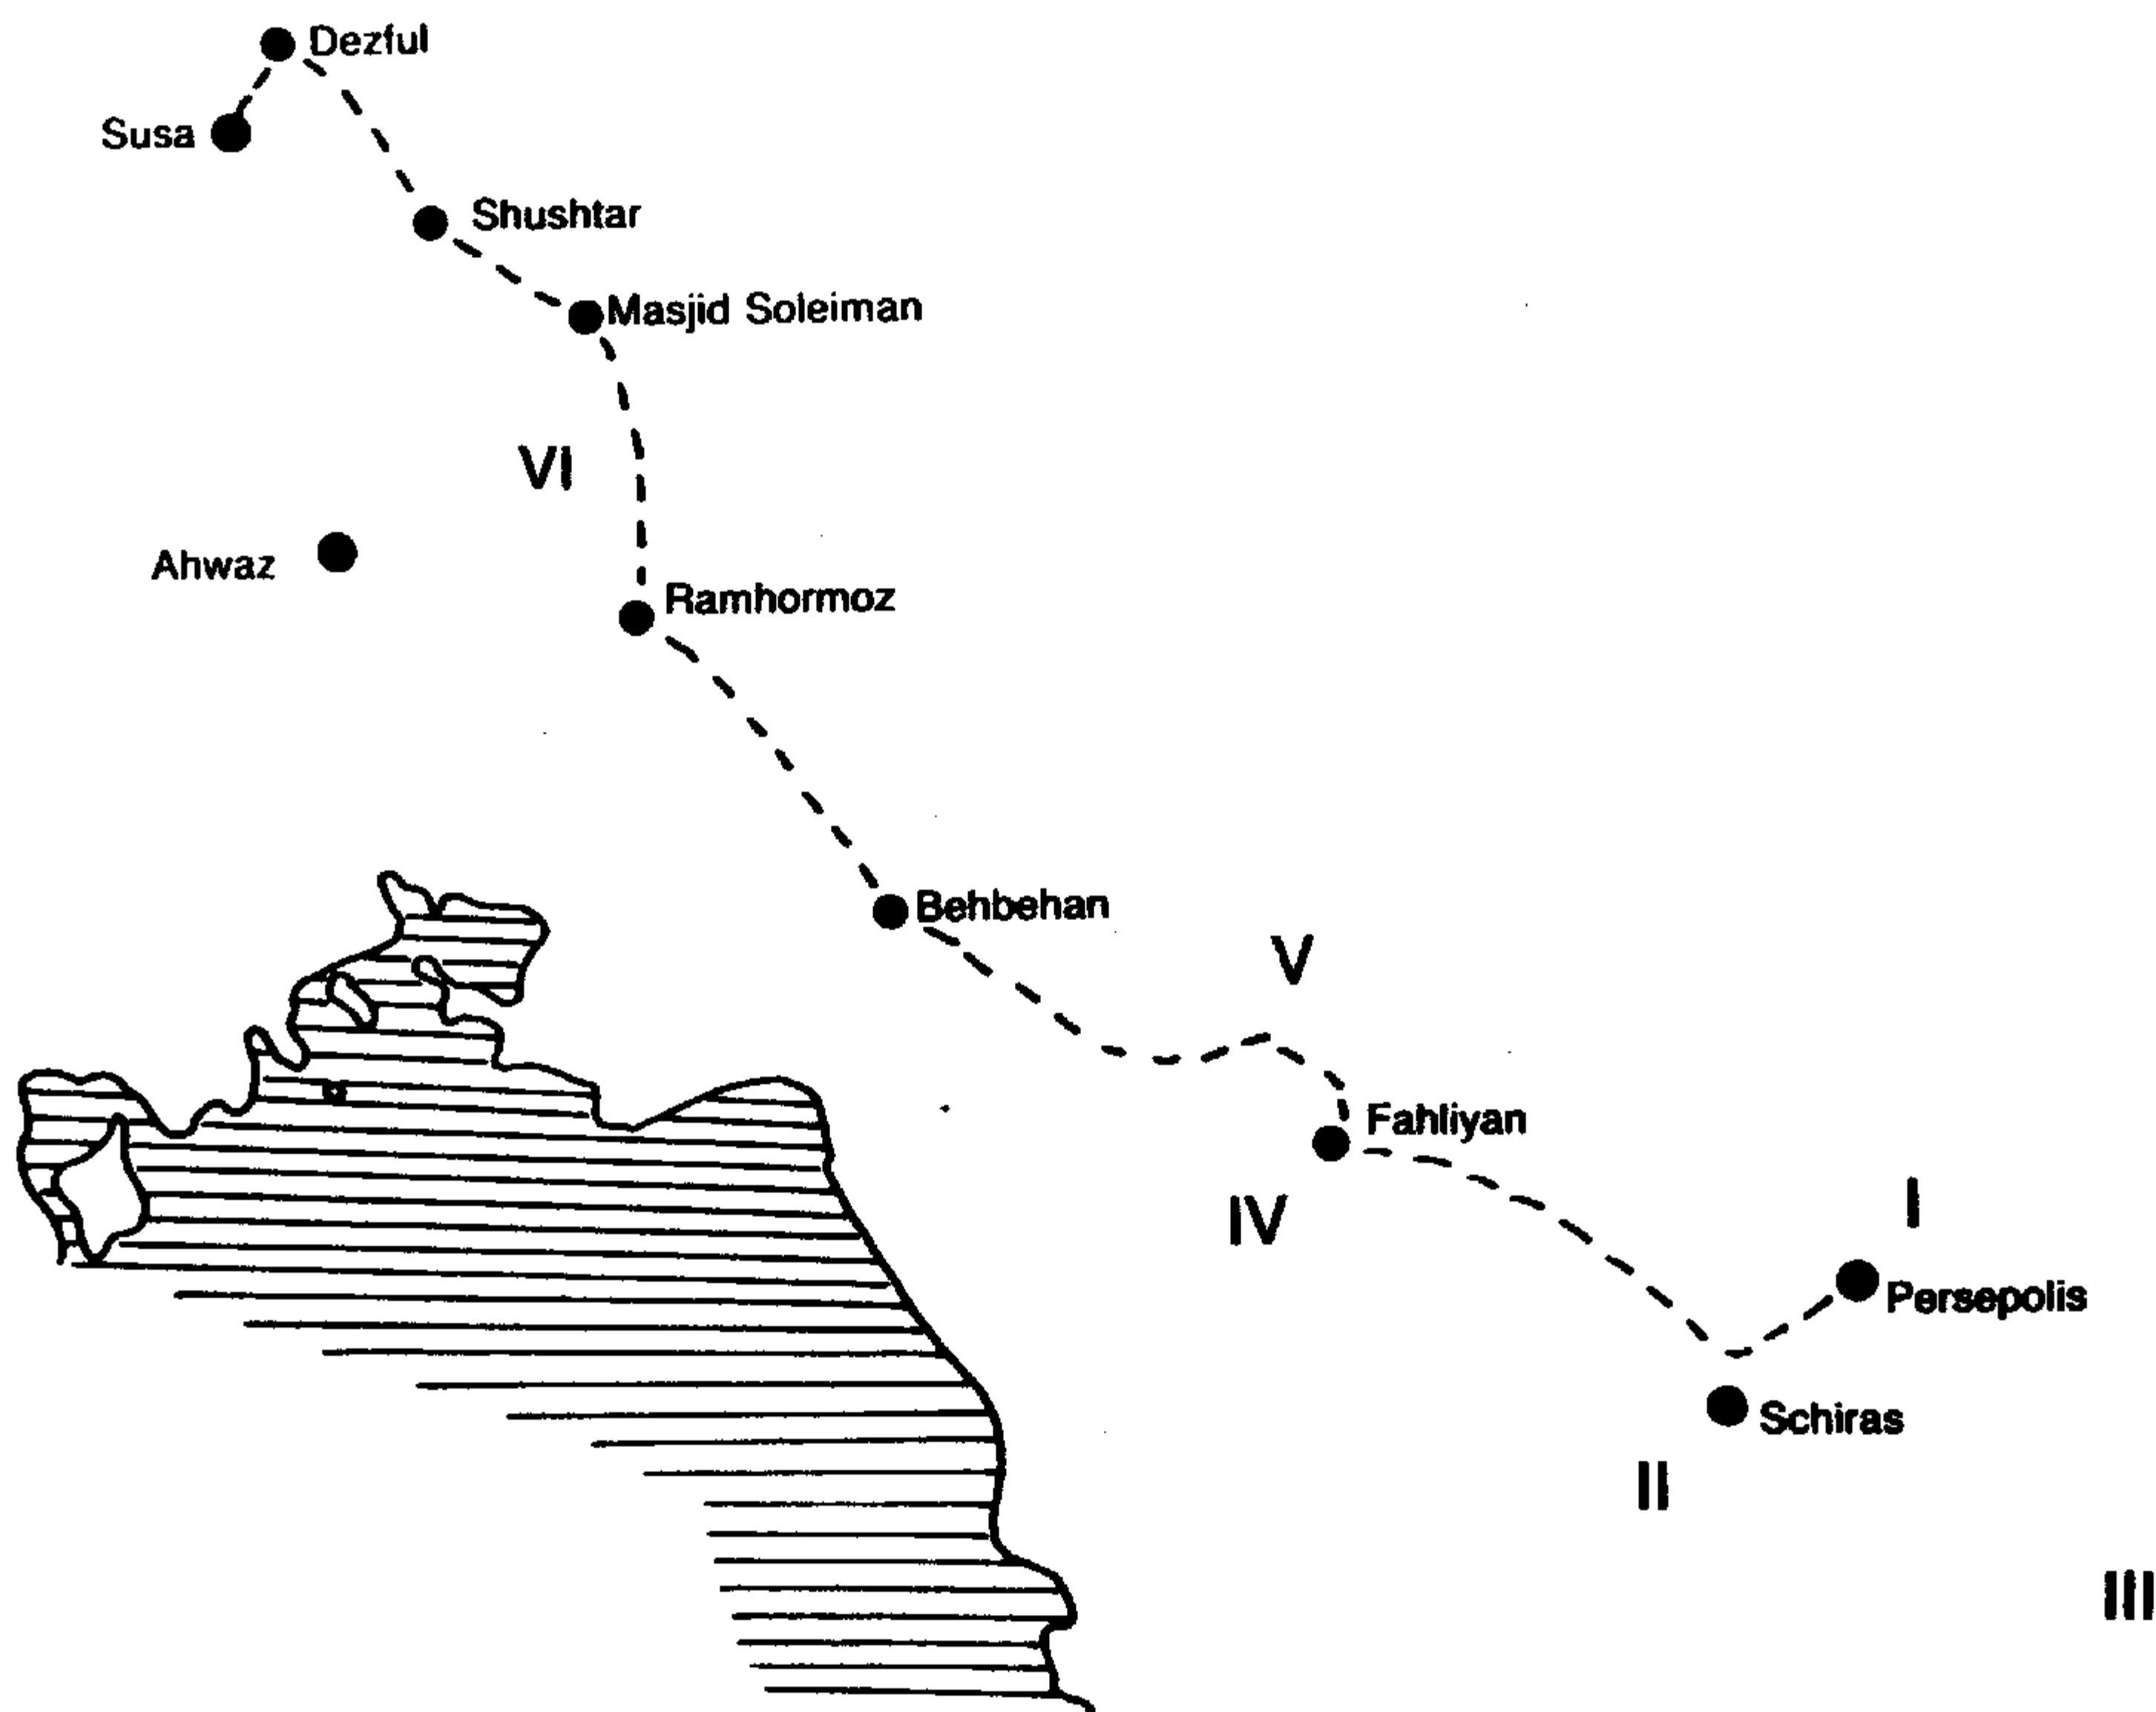 Dezful
Susa
Shushtar
Masjid Soleiman
VI
Ahwaz
Ramhormoz
Behbehan
V
Fahliyan
IV
I
Persepolis
Schiras
II
III